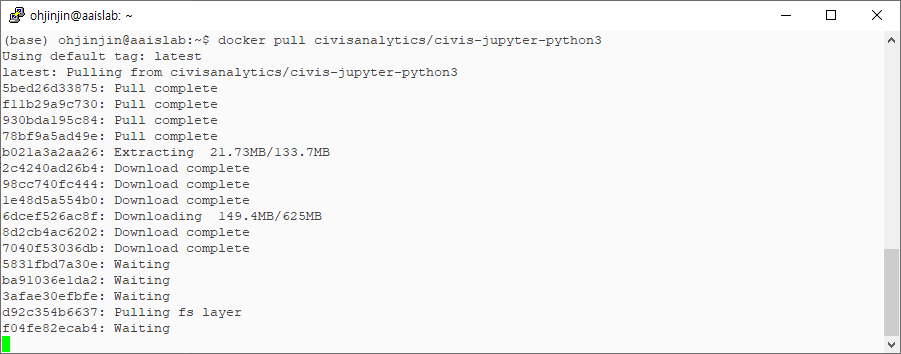 ohjinjin@aaislab: ~
(base) ohjinjin@aaislab:~$ docker pull civisanalytics/civis-jupyter-python3
Using default tag: latest
latest: Pulling from civisanalytics/civis-jupyter-python3
5bed26d33875: Pull complete
f11b29a9c730: Pull complete
930bda195c84: Pull complete
78bf9a5ad49e: Pull complete
b021a3a2aa26: Extracting  21.73MB/133.7MB
2c4240ad26b4: Download complete
98cc740fc444: Download complete
1e48d5a554b0: Download complete
6dcef526ac8f: Downloading  149.4MB/625MB
8d2cb4ac6202: Download complete
7040f53036db: Download complete
5831fbd7a30e: Waiting
ba91036e1da2: Waiting
3afae30efbfe: Waiting
d92c354b6637: Pulling fs layer
f04fe82ecab4: Waiting